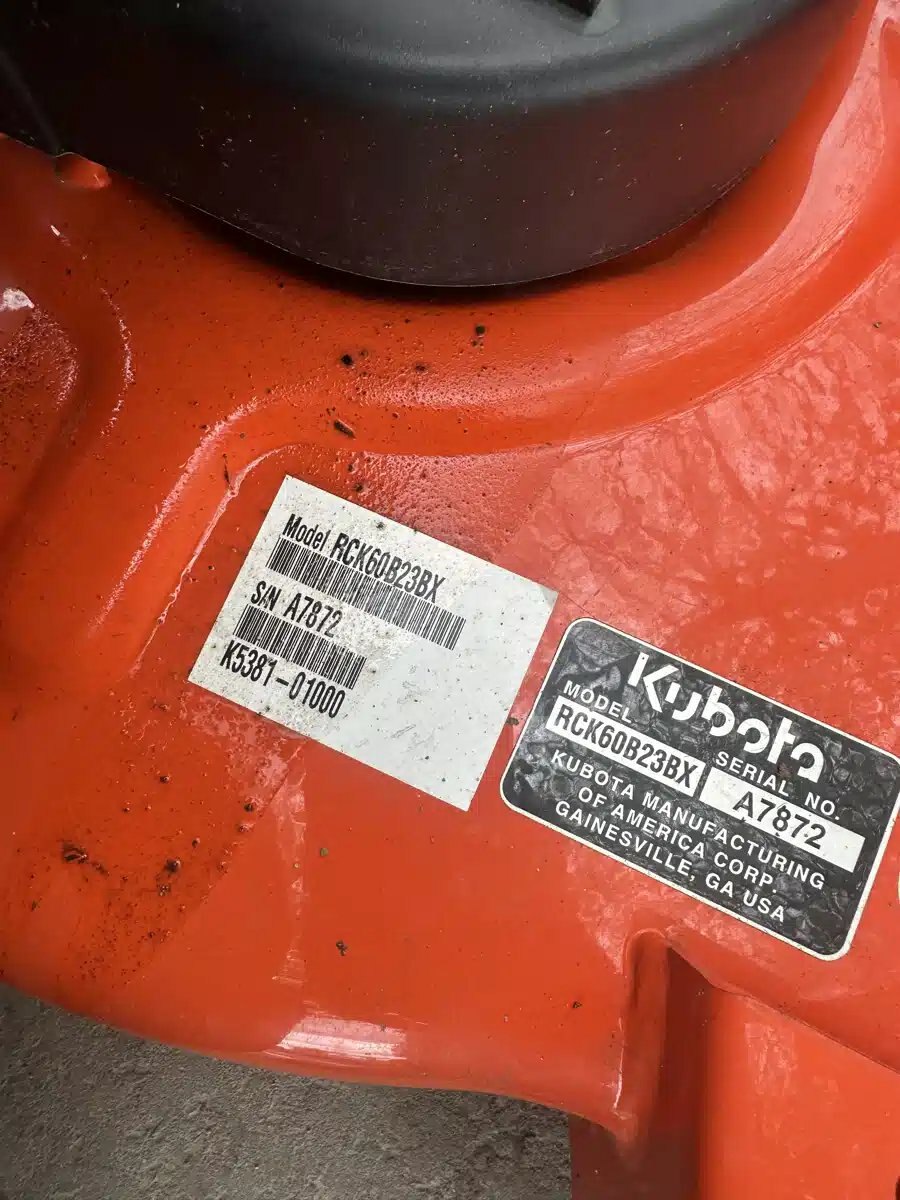 Model RCK60B23BX
S/N A7872
K5381-01000
Kubota
MODEL
SERIAL NO.
RCK60B23BX
A7872
KUBOTA MANUFACTURING
OF AMERICA CORP.
GAINESVILLE, GA USA